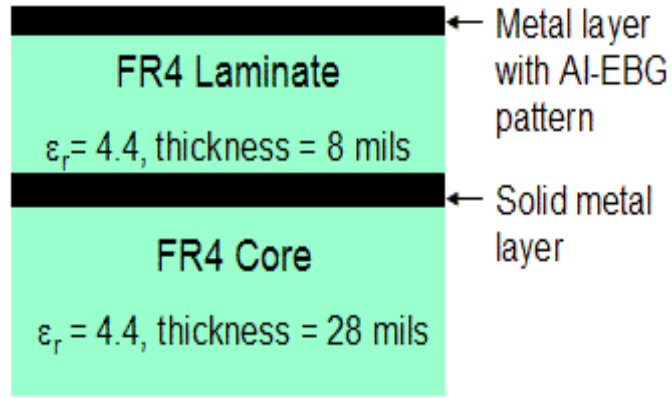 Metal layer
with AI-EBG
pattern
FR4 Laminate
εr= 4.4, thickness = 8 mils
Solid metal
layer
FR4 Core
εr = 4.4, thickness = 28 mils